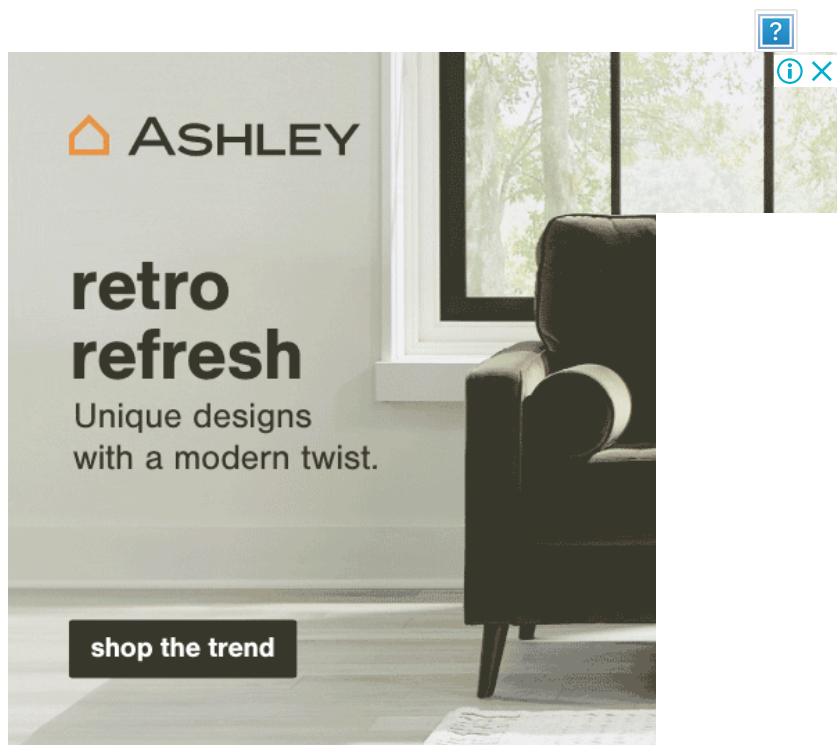 ?
ASHLEY
retro
refresh
Unique designs
with a modern twist.
shop the trend